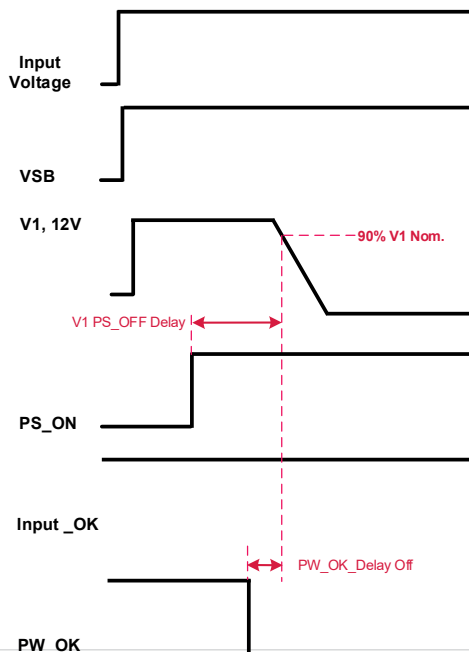 Input
Voltage
VSB
V1, 12V
90% V1 Nom.
V1 PS_OFF Delay
PS_ON
Input _OK
PW_OK_Delay Off
PW_OK